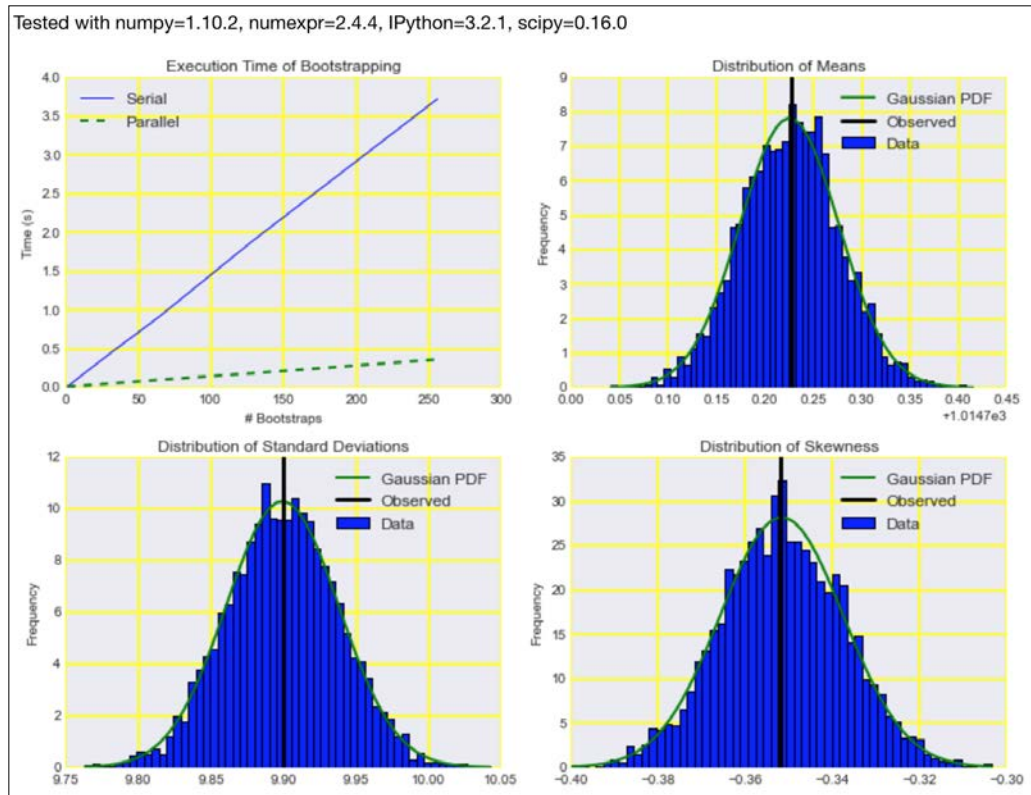 Tested with numpy=1.10.2, numexpr=2.4.4, IPython=3.2.1, scipy=0.16.0
Execution Time of Bootstrapping
4.0
3.5
3.0
2.5
2.0
1.5
1.0
0.5
0.0
Time (s)
Serial
Parallel
0 50 100 150 200 250 300
# Bootstraps
Distribution of Means
9
8
7
6
5
4
3
2
1
0
Frequency
Gaussian PDF
Observed
Data
0.00 0.05 0.10 0.15 0.20 0.25 0.30 0.35 0.40 0.45
+1.0147e3
Distribution of Standard Deviations
12
10
8
6
4
2
0
Frequency
Gaussian PDF
Observed
Data
9.75 9.80 9.85 9.90 9.95 10.00 10.05
Distribution of Skewness
35
30
25
20
15
10
5
0
Frequency
Gaussian PDF
Observed
Data
−0.40 −0.38 −0.36 −0.34 −0.32 −0.30